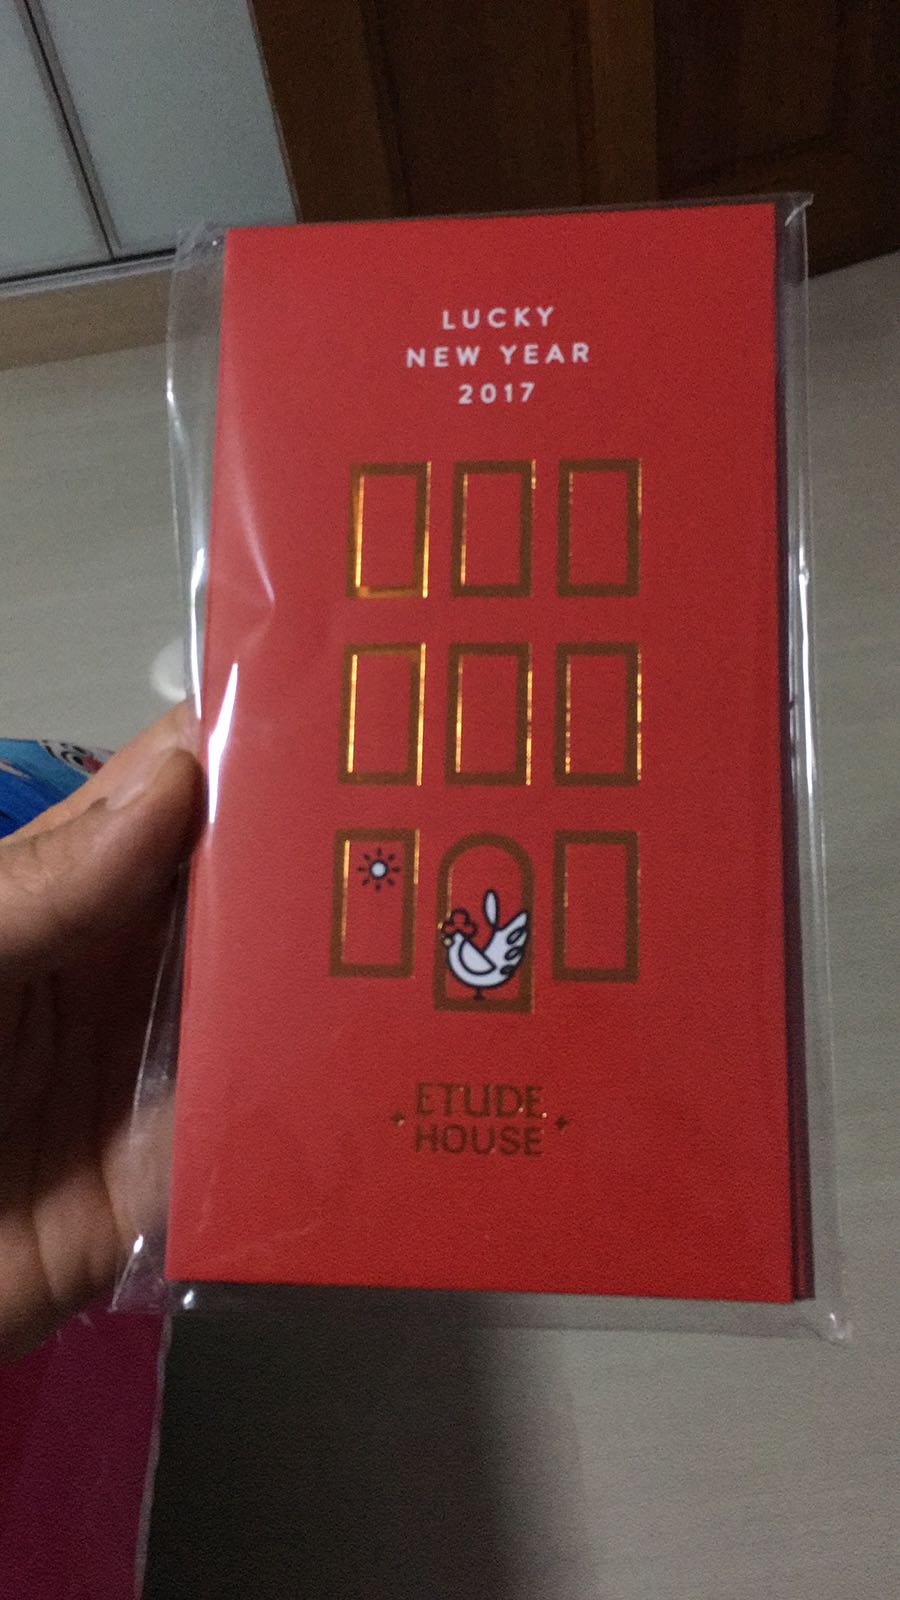 LUCKY
NEW YEAR
2017
ETUDE
HOUSE